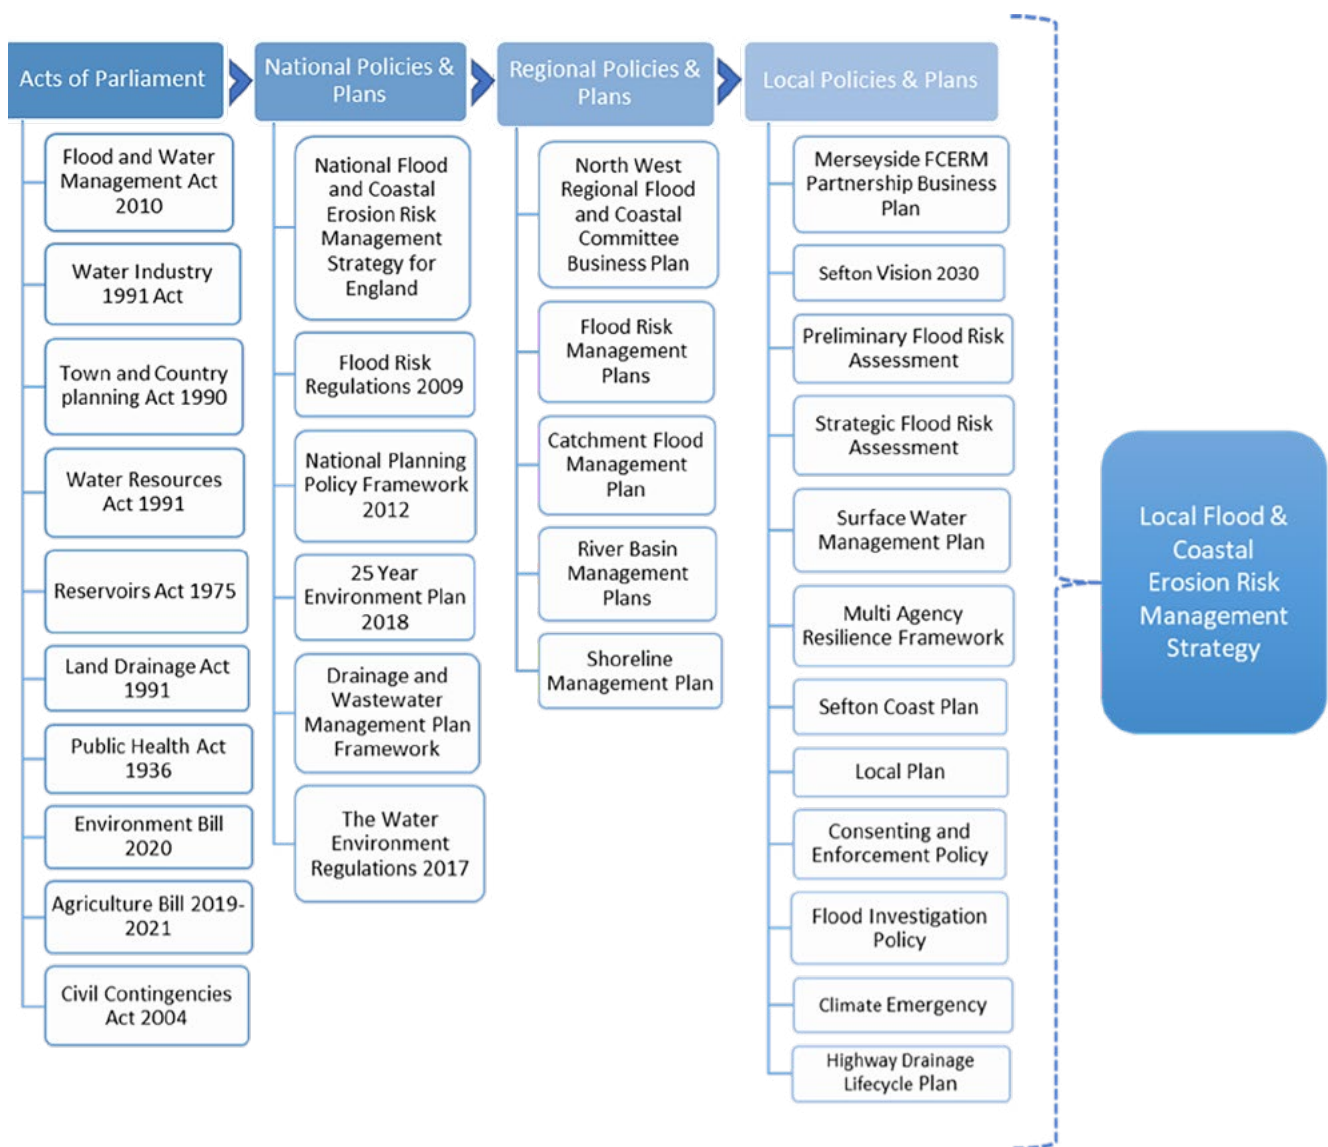 Acts of Parliament
Flood and Water
Management Act
2010
Water Industry
1991 Act
Town and Country
planning Act 1990
Water Resources
Act 1991
Reservoirs Act 1975
Land Drainage Act
1991
Public Health Act
1936
Environment Bill
2020
Agriculture Bill 2019-
2021
Civil Contingencies
Act 2004
National Policies &
Plans
National Flood
and Coastal
Erosion Risk
Management
Strategy for
England
Flood Risk
Regulations 2009
National Planning
Policy Framework
2012
25 Year
Environment Plan
2018
Drainage and
Wastewater
Management Plan
Framework
The Water
Environment
Regulations 2017
Regional Policies &
Plans
North West
Regional Flood
and Coastal
Committee
Business Plan
Flood Risk
Management
Plans
Catchment Flood
Management
Plan
River Basin
Management
Plans
Shoreline
Management Plan
Local Policies & Plans
Merseyside FCERM
Partnership Business
Plan
Sefton Vision 2030
Preliminary Flood Risk
Assessment
Strategic Flood Risk
Assessment
Surface Water
Management Plan
Multi Agency
Resilience Framework
Sefton Coast Plan
Local Plan
Consenting and
Enforcement Policy
Flood Investigation
Policy
Climate Emergency
Highway Drainage
Lifecycle Plan
Local Flood &
Coastal
Erosion Risk
Management
Strategy